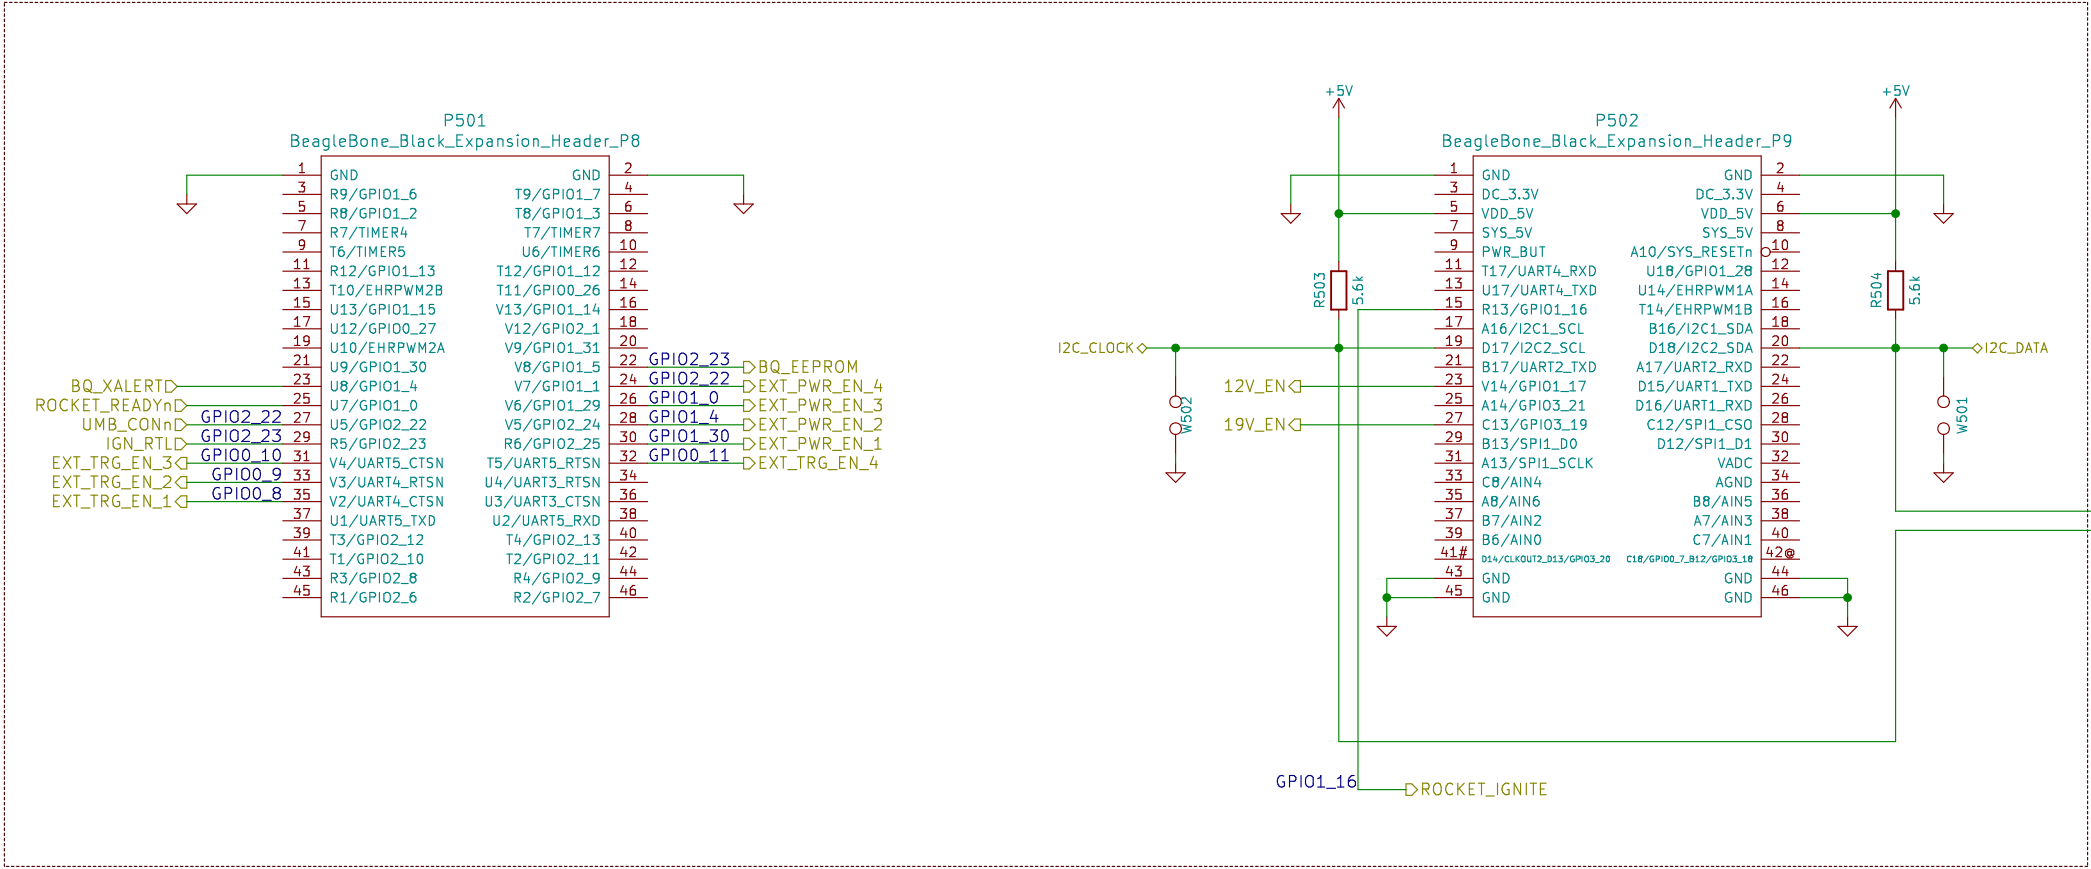 P501
BeagleBone_Black_Expansion_Header_P8
1 GND GND 2
3 R9/GPIO1_6 T9/GPIO1_7 4
5 R8/GPIO1_2 T8/GPIO1_3 6
7 R7/TIMER4 T7/TIMER7 8
9 T6/TIMER5 U6/TIMER6 10
11 R12/GPIO1_13 T12/GPIO1_12 12
13 T10/EHRPWM2B T11/GPIO0_26 14
15 U13/GPIO1_15 V13/GPIO1_14 16
17 U12/GPIO0_27 V12/GPIO2_1 18
19 U10/EHRPWM2A V9/GPIO1_31 20
21 U9/GPIO1_30 V8/GPIO1_5 22 GPIO2_23 BQ_EEPROM
BQ_XALERT 23 U8/GPIO1_4 V7/GPIO1_1 24 GPIO2_22 EXT_PWR_EN_4
ROCKET_READYn 25 U7/GPIO1_0 V6/GPIO1_29 26 GPIO1_0 EXT_PWR_EN_3
UMB_CONn GPIO2_22 27 U5/GPIO2_22 V5/GPIO2_24 28 GPIO1_4 EXT_PWR_EN_2
IGN_RTL GPIO2_23 29 R5/GPIO2_23 R6/GPIO2_25 30 GPIO1_30 EXT_PWR_EN_1
EXT_TRG_EN_3 GPIO0_10 31 V4/UART5_CTSN T5/UART5_RTSN 32 GPIO0_11 EXT_TRG_EN_4
EXT_TRG_EN_2 GPIO0_9 33 V3/UART4_RTSN U4/UART3_RTSN 34
EXT_TRG_EN_1 GPIO0_8 35 V2/UART4_CTSN U3/UART3_CTSN 36
37 U1/UART5_TXD U2/UART5_RXD 38
39 T3/GPIO2_12 T4/GPIO2_13 40
41 T1/GPIO2_10 T2/GPIO2_11 42
43 R3/GPIO2_8 R4/GPIO2_9 44
45 R1/GPIO2_6 R2/GPIO2_7 46
+5V
+5V
P502
BeagleBone_Black_Expansion_Header_P9
1 GND GND 2
3 DC_3.3V DC_3.3V 4
5 VDD_5V VDD_5V 6
7 SYS_5V SYS_5V 8
9 PWR_BUT A10/SYS_RESETn 10
11 T17/UART4_RXD U18/GPIO1_28 12
13 U17/UART4_TXD U14/EHRPWM1A 14
15 R13/GPIO1_16 T14/EHRPWM1B 16
17 A16/I2C1_SCL B16/I2C1_SDA 18
I2C_CLOCK 19 D17/I2C2_SCL D18/I2C2_SDA 20 I2C_DATA
21 B17/UART2_TXD A17/UART2_RXD 22
12V_EN 23 V14/GPIO1_17 D15/UART1_TXD 24
25 A14/GPIO3_21 D16/UART1_RXD 26
19V_EN 27 C13/GPIO3_19 C12/SPI1_CSO 28
29 B13/SPI1_D0 D12/SPI1_D1 30
31 A13/SPI1_SCLK VADC 32
33 C8/AIN4 AGND 34
35 A8/AIN6 B8/AIN5 36
37 B7/AIN2 A7/AIN3 38
39 B6/AIN0 C7/AIN1 40
41# D14/CLKOUT2_D13/GPIO3_20 C18/GPIO0_7_B12/GPIO3_18 42@
43 GND GND 44
45 GND GND 46
R503
5.6k
R504
5.6k
W502
W501
GPIO1_16 ROCKET_IGNITE